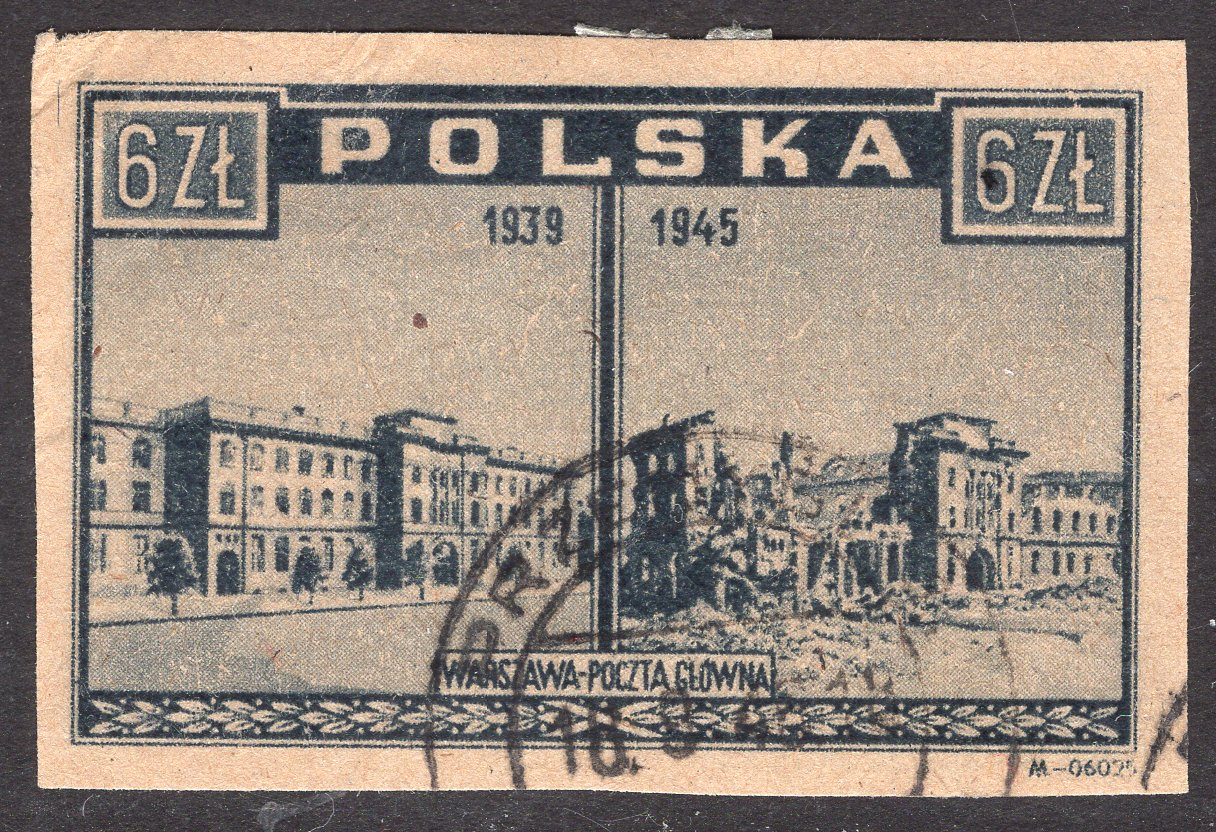 6 ZŁ POLSKA 6 ZŁ
1939 1945
WARSZAWA-POCZTA GŁÓWNA
M-06025